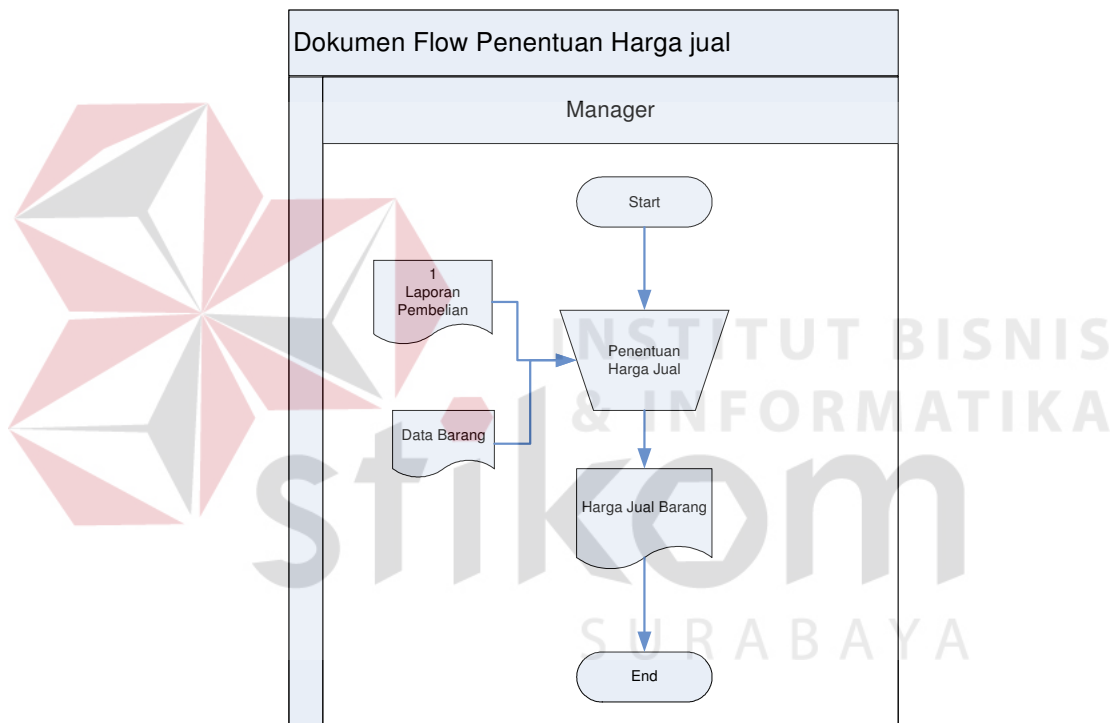 Dokumen Flow Penentuan Harga jual
Manager
Start
1
Laporan
Pembelian
Penentuan
Harga Jual
Data Barang
Harga Jual Barang
End
INSTITUT BISNIS
& INFORMATIKA
stikom
SURABAYA